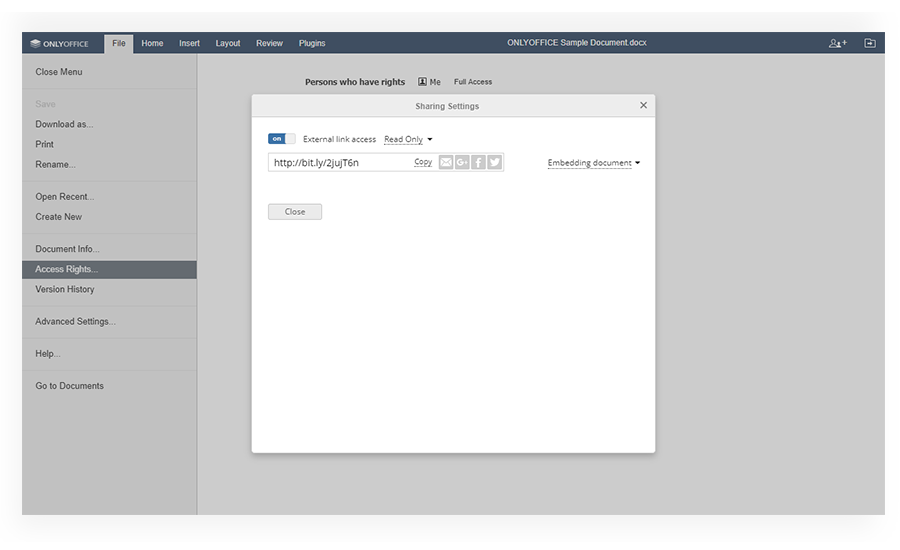 ONLYOFFICE File Home Insert Layout Review Plugins ONLYOFFICE Sample Document.docx
Close Menu
Save
Download as...
Print
Rename...
Open Recent...
Create New
Document Info...
Access Rights...
Version History
Advanced Settings...
Help...
Go to Documents
Persons who have rights Me Full Access
Sharing Settings
on External link access Read Only
http://bit.ly/2jujT6n Copy Embedding document
Close